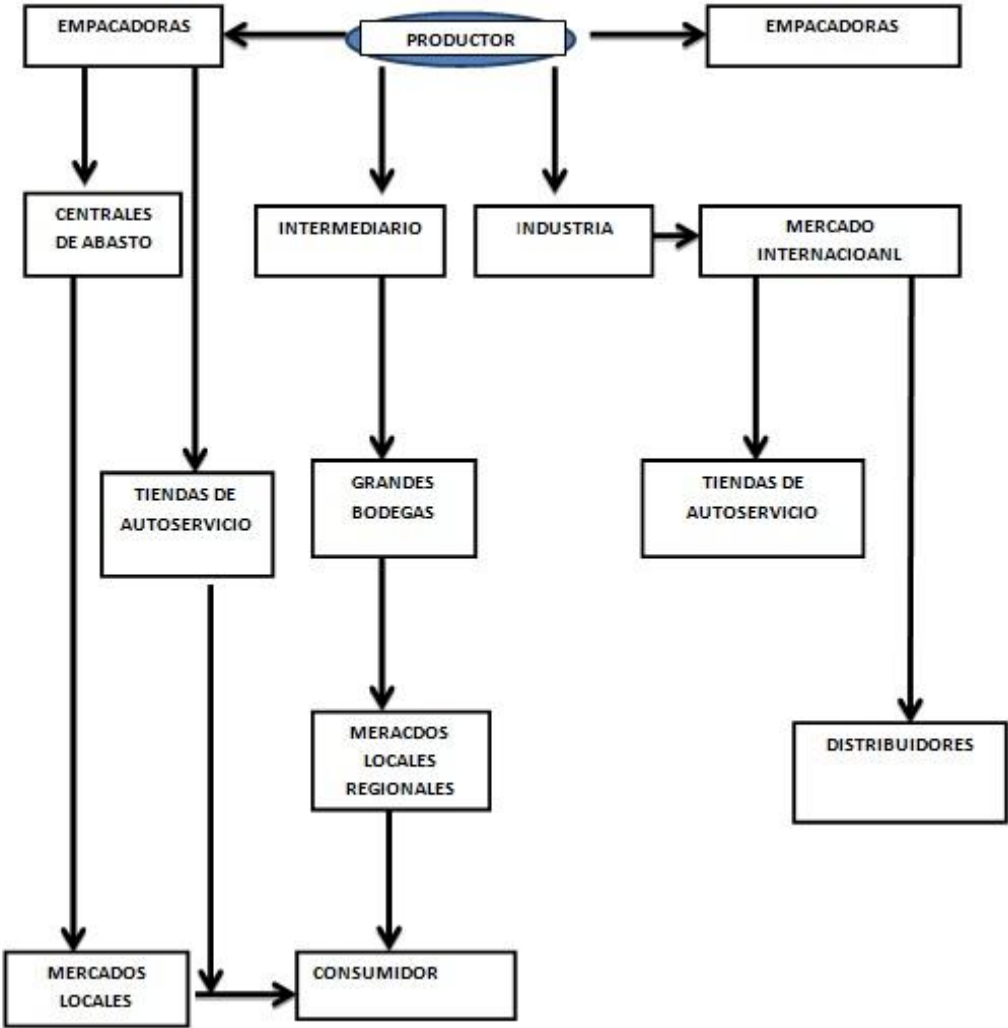 EMPACADORAS
PRODUCTOR
EMPACADORAS
CENTRALES
DE ABASTO
INTERMEDIARIO
INDUSTRIA
MERCADO
INTERNACIOANL
TIENDAS DE
AUTOSERVICIO
GRANDES
BODEGAS
TIENDAS DE
AUTOSERVICIO
MERACDOS
LOCALES
REGIONALES
DISTRIBUIDORES
MERCADOS
LOCALES
CONSUMIDOR